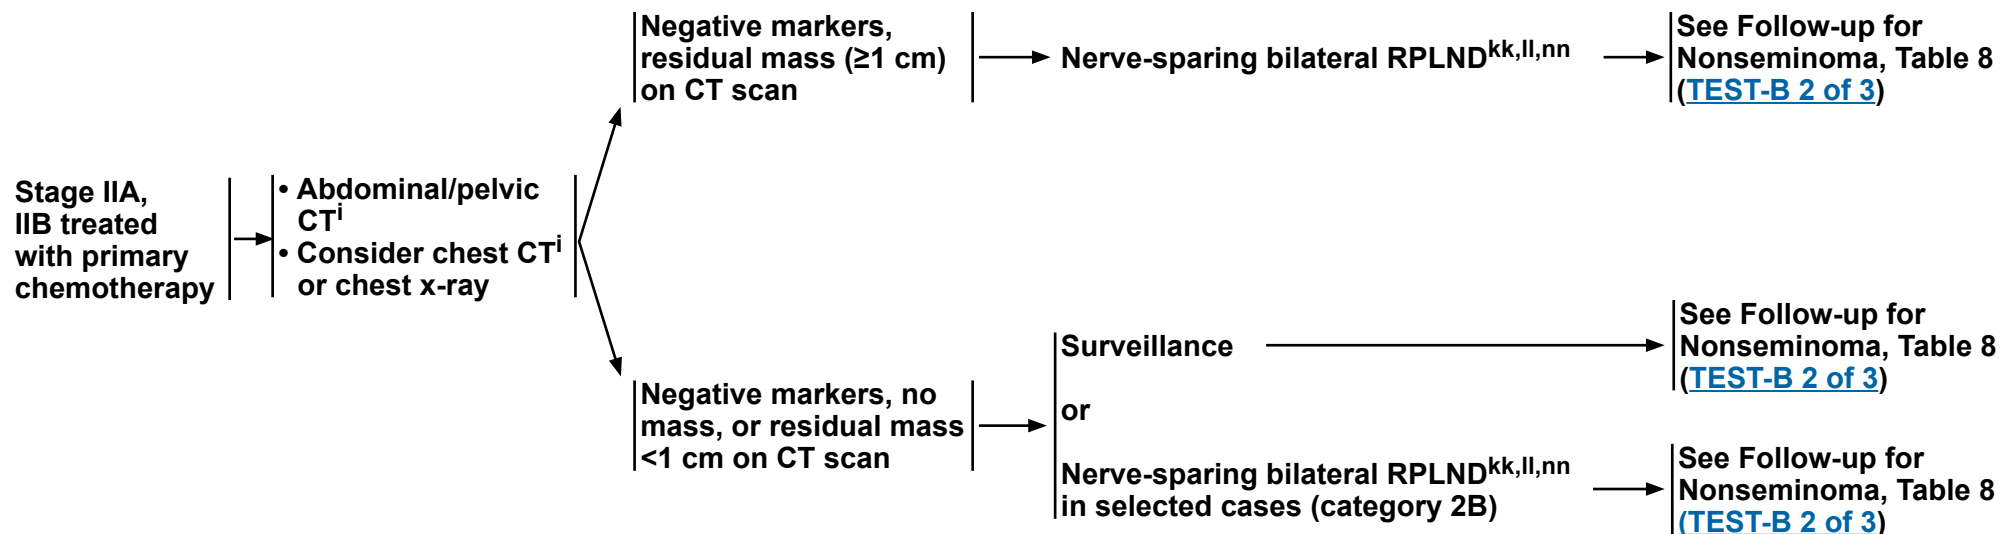 Stage IIA,
IIB treated
with primary
chemotherapy
• Abdominal/pelvic
CTⁱ
• Consider chest CTⁱ
or chest x-ray
Negative markers,
residual mass (≥1 cm)
on CT scan
Nerve-sparing bilateral RPLNDkk,ll,nn
See Follow-up for
Nonseminoma, Table 8
(TEST-B 2 of 3)
Negative markers, no
mass, or residual mass
<1 cm on CT scan
Surveillance
or
Nerve-sparing bilateral RPLNDkk,ll,nn
in selected cases (category 2B)
See Follow-up for
Nonseminoma, Table 8
(TEST-B 2 of 3)
See Follow-up for
Nonseminoma, Table 8
(TEST-B 2 of 3)